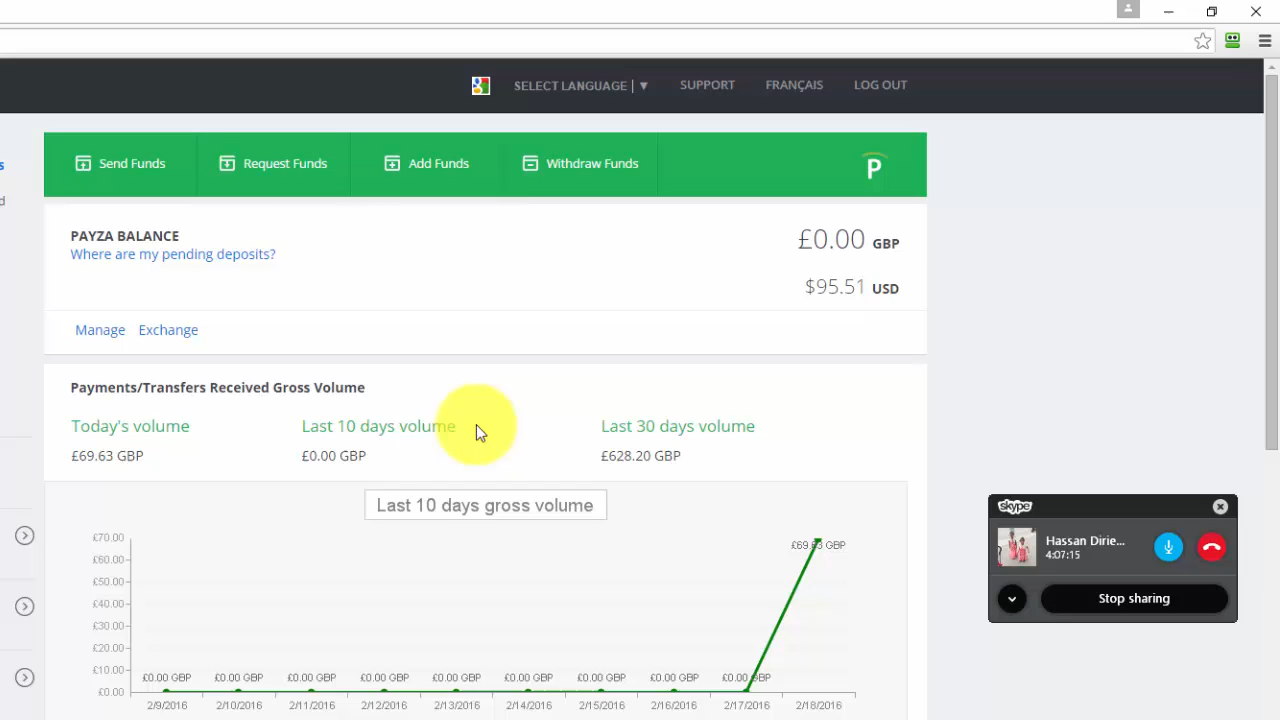 SELECT LANGUAGE | ▼ SUPPORT FRANÇAIS LOG OUT
Send Funds Request Funds Add Funds Withdraw Funds P
PAYZA BALANCE
Where are my pending deposits?
£0.00 GBP
$95.51 USD
Manage Exchange
Payments/Transfers Received Gross Volume
Today's volume Last 10 days volume Last 30 days volume
£69.63 GBP £0.00 GBP £628.20 GBP
Last 10 days gross volume
£70.00
£60.00
£50.00
£40.00
£30.00
£20.00
£10.00
£0.00
£0.00 GBP £0.00 GBP £0.00 GBP £0.00 GBP £0.00 GBP £0.00 GBP £0.00 GBP £0.00 GBP £0.00 GBP £69.63 GBP
2/9/2016 2/10/2016 2/11/2016 2/12/2016 2/13/2016 2/14/2016 2/15/2016 2/16/2016 2/17/2016 2/18/2016
skype
Hassan Dirie...
4:07:15
Stop sharing